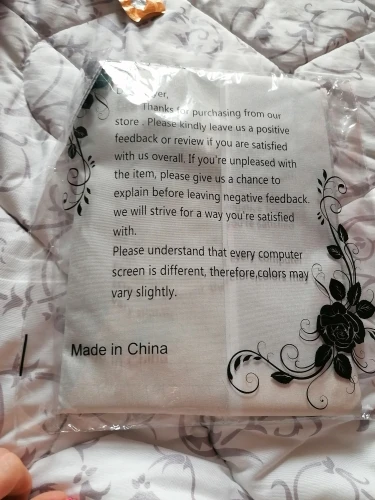 Thanks for purchasing from our
store . Please kindly leave us a positive
feedback or review if you are satisfied
with us overall. If you're unpleased with
the item, please give us a chance to
explain before leaving negative feedback.
we will strive for a way you're satisfied
with.
Please understand that every computer
screen is different, therefore,colors may
vary slightly.
Made in China